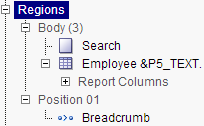 Regions
Body (3)
Search
Employee &P5_TEXT.
Report Columns
Position 01
Breadcrumb